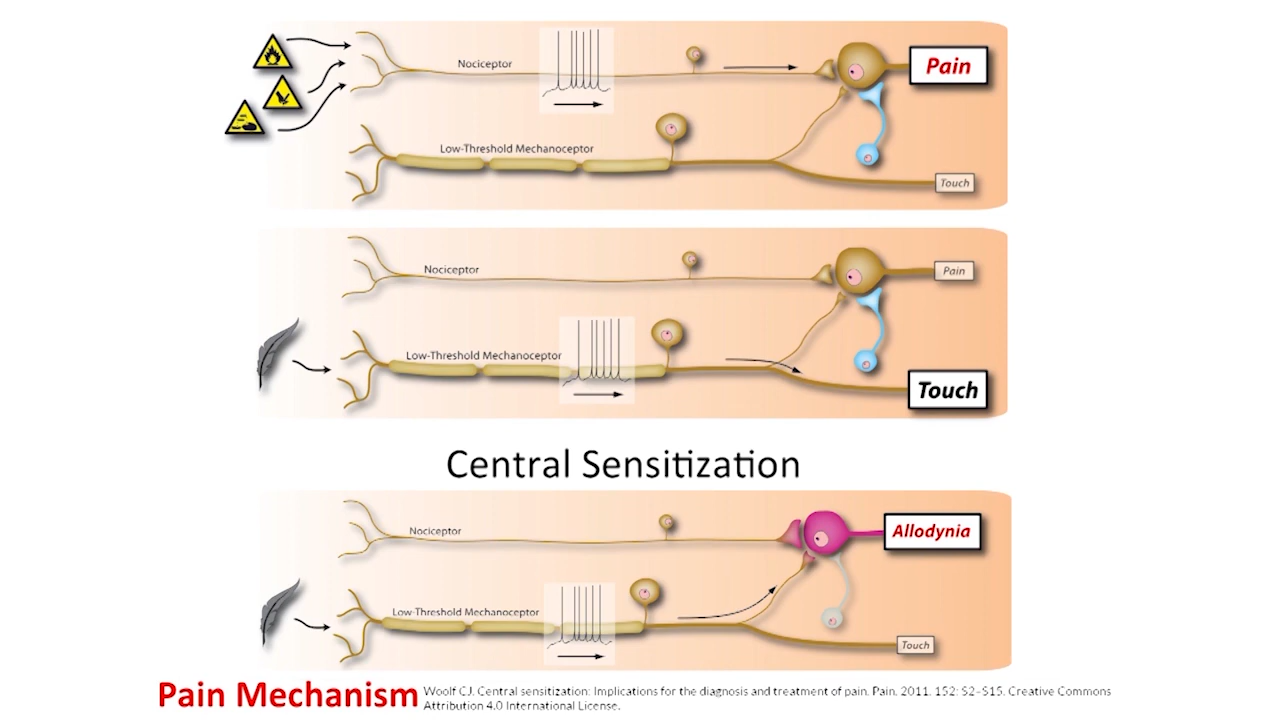 Nociceptor
Pain
Low-Threshold Mechanoceptor
Touch
Nociceptor
Pain
Low-Threshold Mechanoceptor
Touch
Central Sensitization
Nociceptor
Allodynia
Low-Threshold Mechanoceptor
Touch
Pain Mechanism
Woolf CJ. Central sensitization: Implications for the diagnosis and treatment of pain. Pain. 2011. 152: S2-S15. Creative Commons
Attribution 4.0 International License.